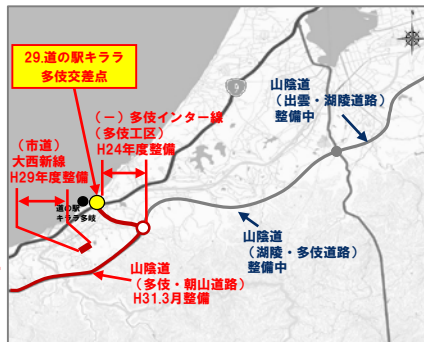 29.道の駅キララ
多伎交差点
9
山陰道
(出雲・湖陵道路)
整備中
(一)多伎インター線
(多伎工区)
H24年度整備
(市道)
大西新線
H29年度整備
道の駅
キララ多岐
山陰道
(湖陵・多伎道路)
整備中
山陰道
(多伎・朝山道路)
H31.3月整備